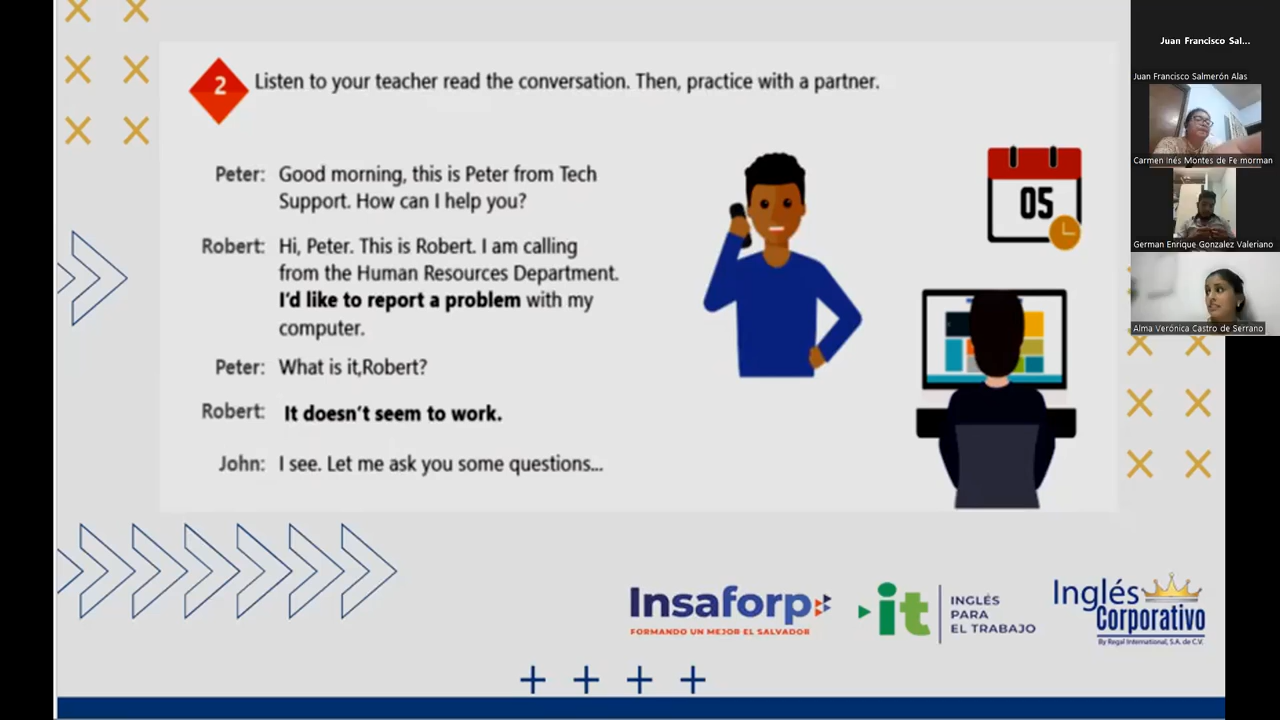 2
Listen to your teacher read the conversation. Then, practice with a partner.
Peter: Good morning, this is Peter from Tech
Support. How can I help you?
Robert: Hi, Peter. This is Robert. I am calling
from the Human Resources Department.
I'd like to report a problem with my
computer.
Peter: What is it,Robert?
Robert: It doesn't seem to work.
John: I see. Let me ask you some questions...
05
Insaforp
FORMANDO UN MEJOR EL SALVADOR
it
INGLÉS
PARA
EL TRABAJO
Inglés
Corporativo
By Regal International, S.A. de C.V.
Juan Francisco Sal...
Juan Francisco Salmerón Alas
Carmen Inés Montes de Fe morman
German Enrique Gonzalez Valeriano
Alma Verónica Castro de Serrano